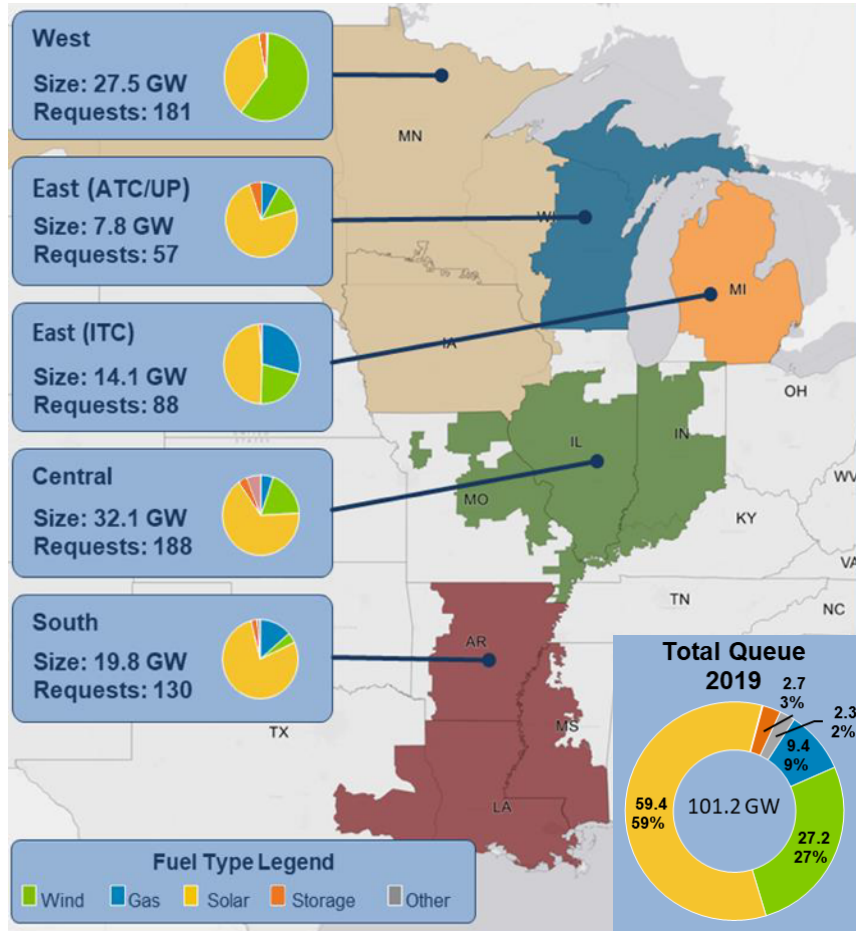 West
Size: 27.5 GW
Requests: 181
East (ATC/UP)
Size: 7.8 GW
Requests: 57
East (ITC)
Size: 14.1 GW
Requests: 88
Central
Size: 32.1 GW
Requests: 188
South
Size: 19.8 GW
Requests: 130
MN
WI
MI
IA
OH
IL
IN
MO
WV
KY
VA
TN
NC
AR
MS
TX
LA
UNITED
STATES
Total Queue
2019
2.7
3%
2.3
2%
9.4
9%
59.4
59%
101.2 GW
27.2
27%
Fuel Type Legend
Wind
Gas
Solar
Storage
Other